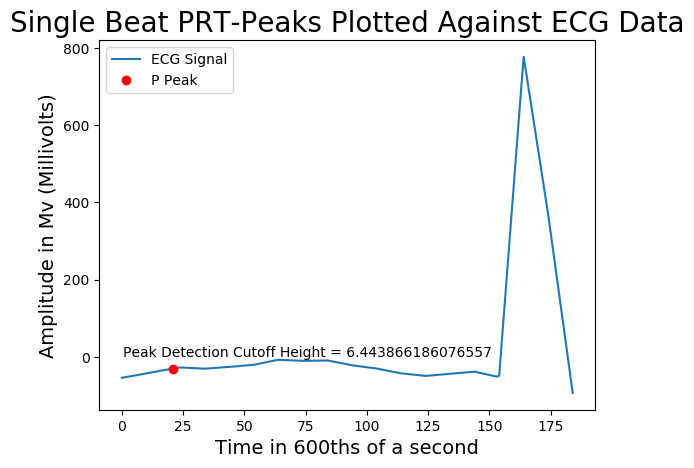 Single Beat PRT-Peaks Plotted Against ECG Data
800
ECG Signal
P Peak
600
400
200
0
Amplitude in Mv (Millivolts)
Peak Detection Cutoff Height = 6.443866186076557
0 25 50 75 100 125 150 175
Time in 600ths of a second